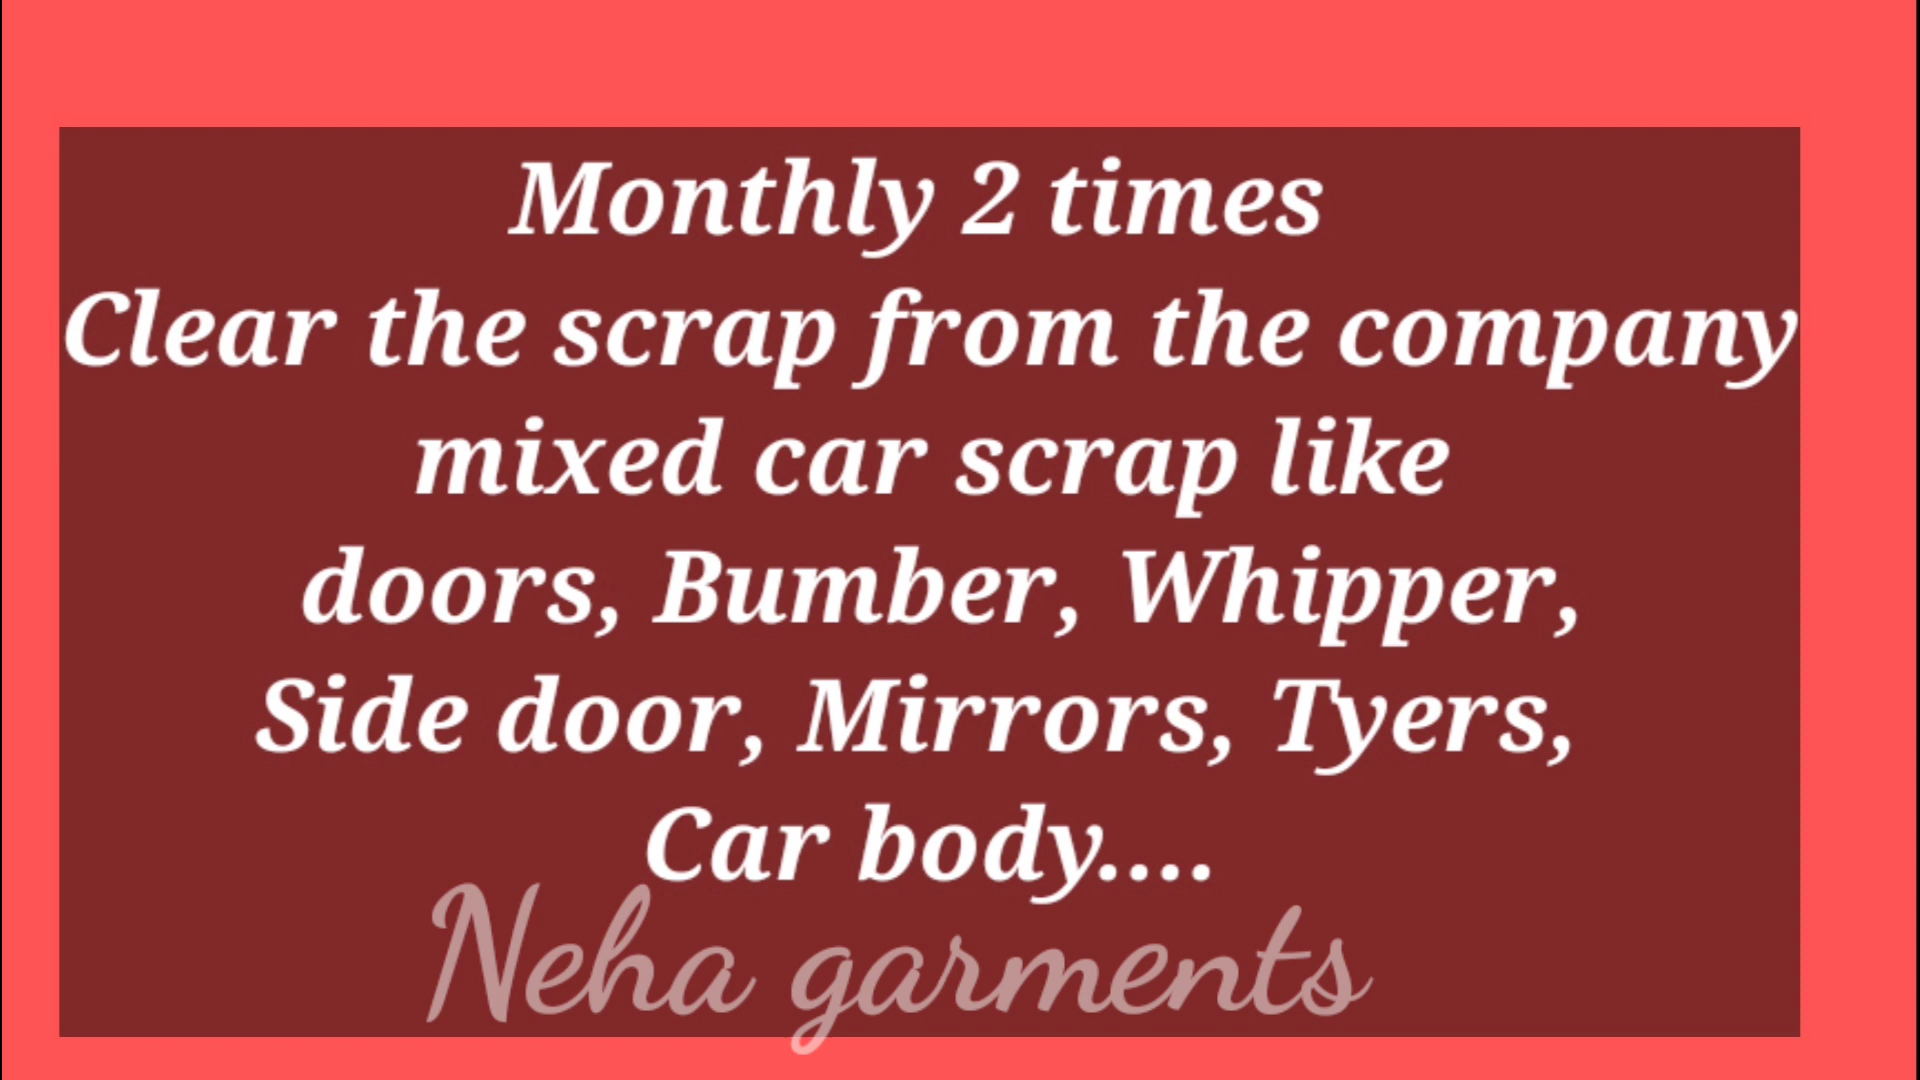 Monthly 2 times
Clear the scrap from the company
mixed car scrap like
doors, Bumber, Whipper,
Side door, Mirrors, Tyers,
Car body....
Neha garments